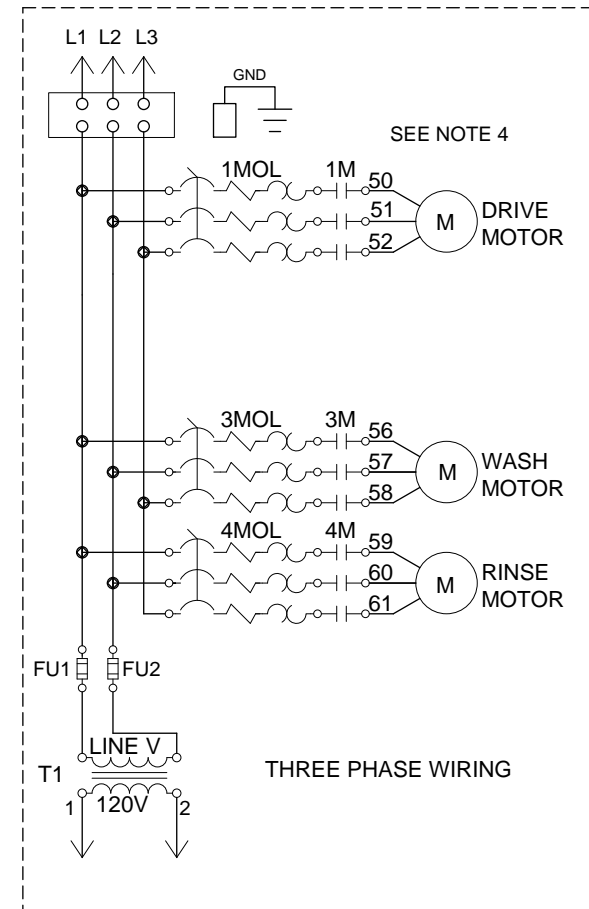 L1 L2 L3
GND
SEE NOTE 4
1MOL 1M 50
51
52
M
DRIVE
MOTOR
3MOL 3M 56
57
58
M
WASH
MOTOR
4MOL 4M 59
60
61
M
RINSE
MOTOR
FU1 FU2
LINE V
T1
THREE PHASE WIRING
1 120V 2